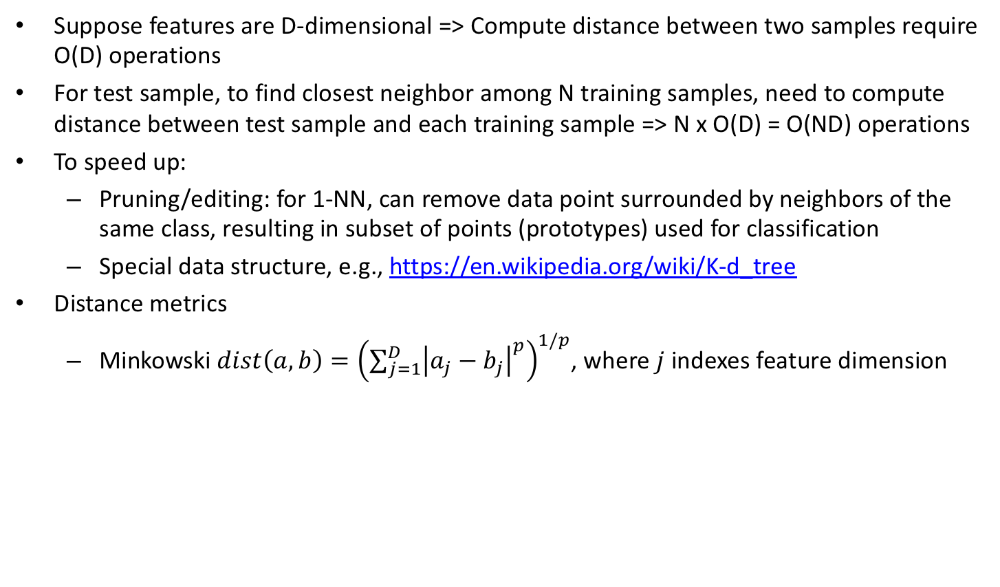 • Suppose features are D-dimensional => Compute distance between two samples require
O(D) operations
• For test sample, to find closest neighbor among N training samples, need to compute
distance between test sample and each training sample => N x O(D) = O(ND) operations
• To speed up:
– Pruning/editing: for 1-NN, can remove data point surrounded by neighbors of the
same class, resulting in subset of points (prototypes) used for classification
– Special data structure, e.g., https://en.wikipedia.org/wiki/K-d_tree
• Distance metrics
– Minkowski $dist(a, b) = \left(\sum_{j=1}^{D} |a_j - b_j|^p\right)^{1/p}$, where $j$ indexes feature dimension